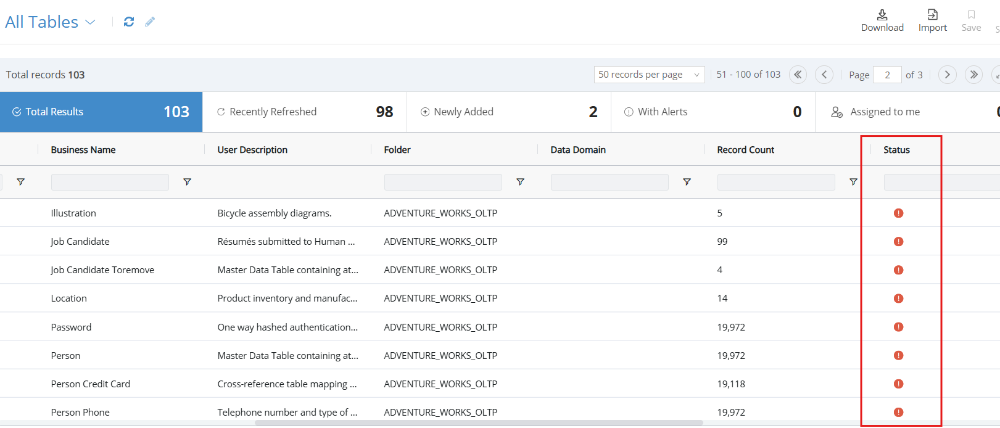 All Tables
Download Import Save
Total records 103
50 records per page 51 - 100 of 103 Page 2 of 3
Total Results 103 Recently Refreshed 98 Newly Added 2 With Alerts 0 Assigned to me
Business Name User Description Folder Data Domain Record Count Status
Illustration Bicycle assembly diagrams. ADVENTURE_WORKS_OLTP 5
Job Candidate Résumés submitted to Human ... ADVENTURE_WORKS_OLTP 99
Job Candidate Toremove Master Data Table containing at... ADVENTURE_WORKS_OLTP 4
Location Product inventory and manufac... ADVENTURE_WORKS_OLTP 14
Password One way hashed authentication... ADVENTURE_WORKS_OLTP 19,972
Person Master Data Table containing at... ADVENTURE_WORKS_OLTP 19,972
Person Credit Card Cross-reference table mapping ... ADVENTURE_WORKS_OLTP 19,118
Person Phone Telephone number and type of ... ADVENTURE_WORKS_OLTP 19,972